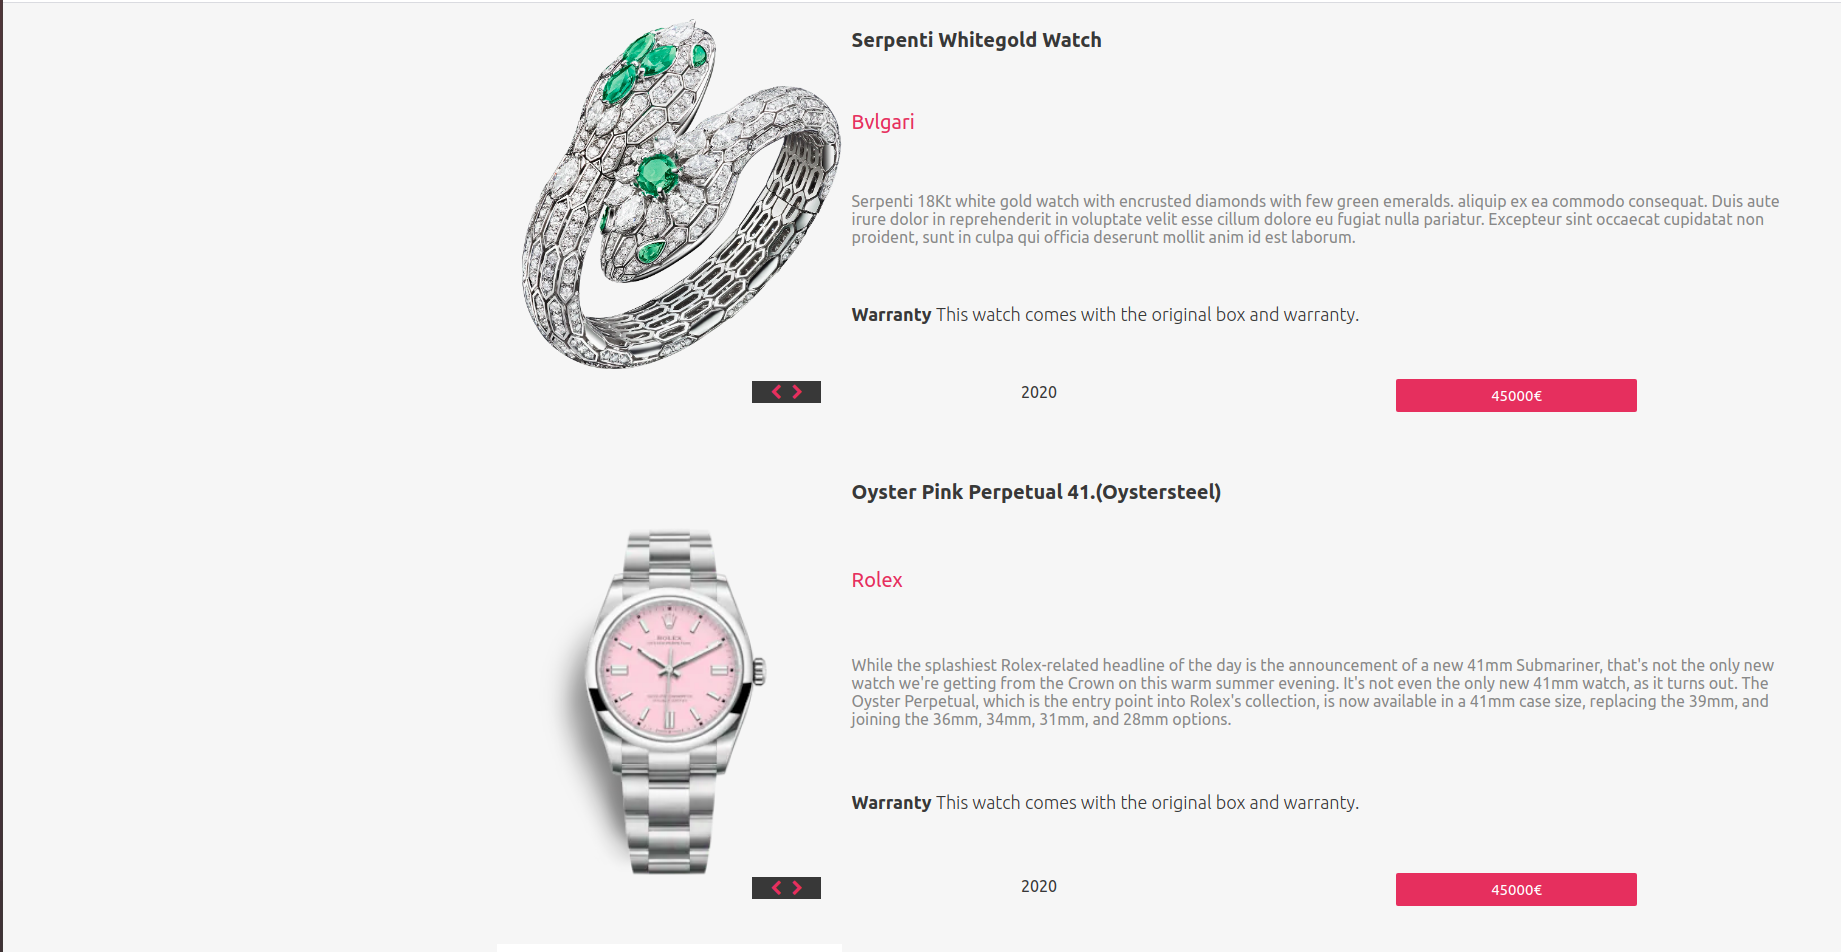 Serpenti Whitegold Watch
Bvlgari
Serpenti 18Kt white gold watch with encrusted diamonds with few green emeralds. aliquip ex ea commodo consequat. Duis aute
irure dolor in reprehenderit in voluptate velit esse cillum dolore eu fugiat nulla pariatur. Excepteur sint occaecat cupidatat non
proident, sunt in culpa qui officia deserunt mollit anim id est laborum.
Warranty This watch comes with the original box and warranty.
2020
45000€
Oyster Pink Perpetual 41.(Oystersteel)
Rolex
ROLEX
While the splashiest Rolex-related headline of the day is the announcement of a new 41mm Submariner, that's not the only new
watch we're getting from the Crown on this warm summer evening. It's not even the only new 41mm watch, as it turns out. The
Oyster Perpetual, which is the entry point into Rolex's collection, is now available in a 41mm case size, replacing the 39mm, and
joining the 36mm, 34mm, 31mm, and 28mm options.
Warranty This watch comes with the original box and warranty.
2020
45000€